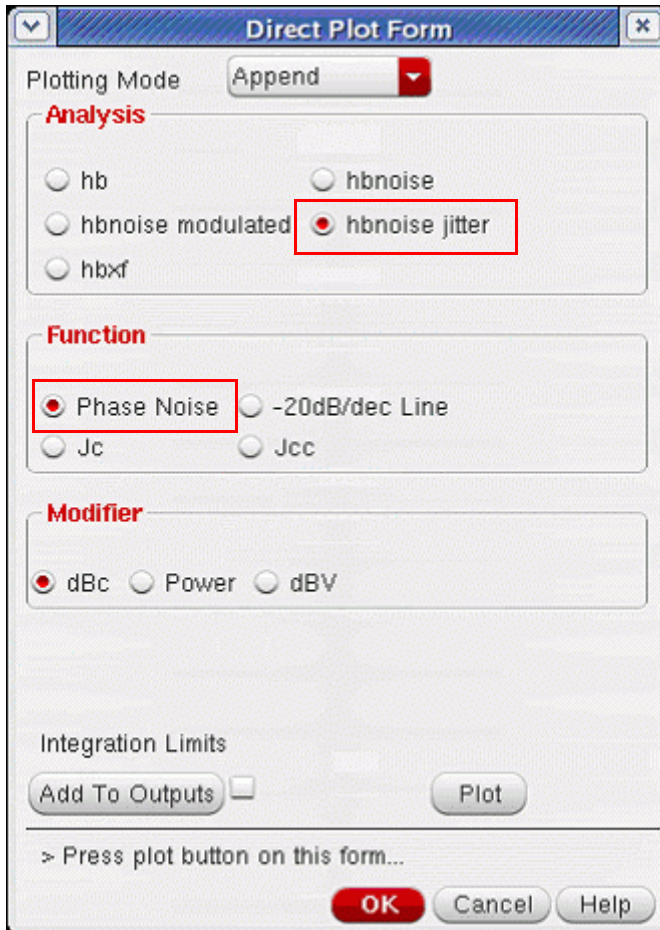 Direct Plot Form
Plotting Mode Append
Analysis
hb hbnoise
hbnoise modulated hbnoise jitter
hbxf
Function
Phase Noise -20dB/dec Line
Jc Jcc
Modifier
dBc Power dBV
Integration Limits
Add To Outputs Plot
> Press plot button on this form...
OK Cancel Help